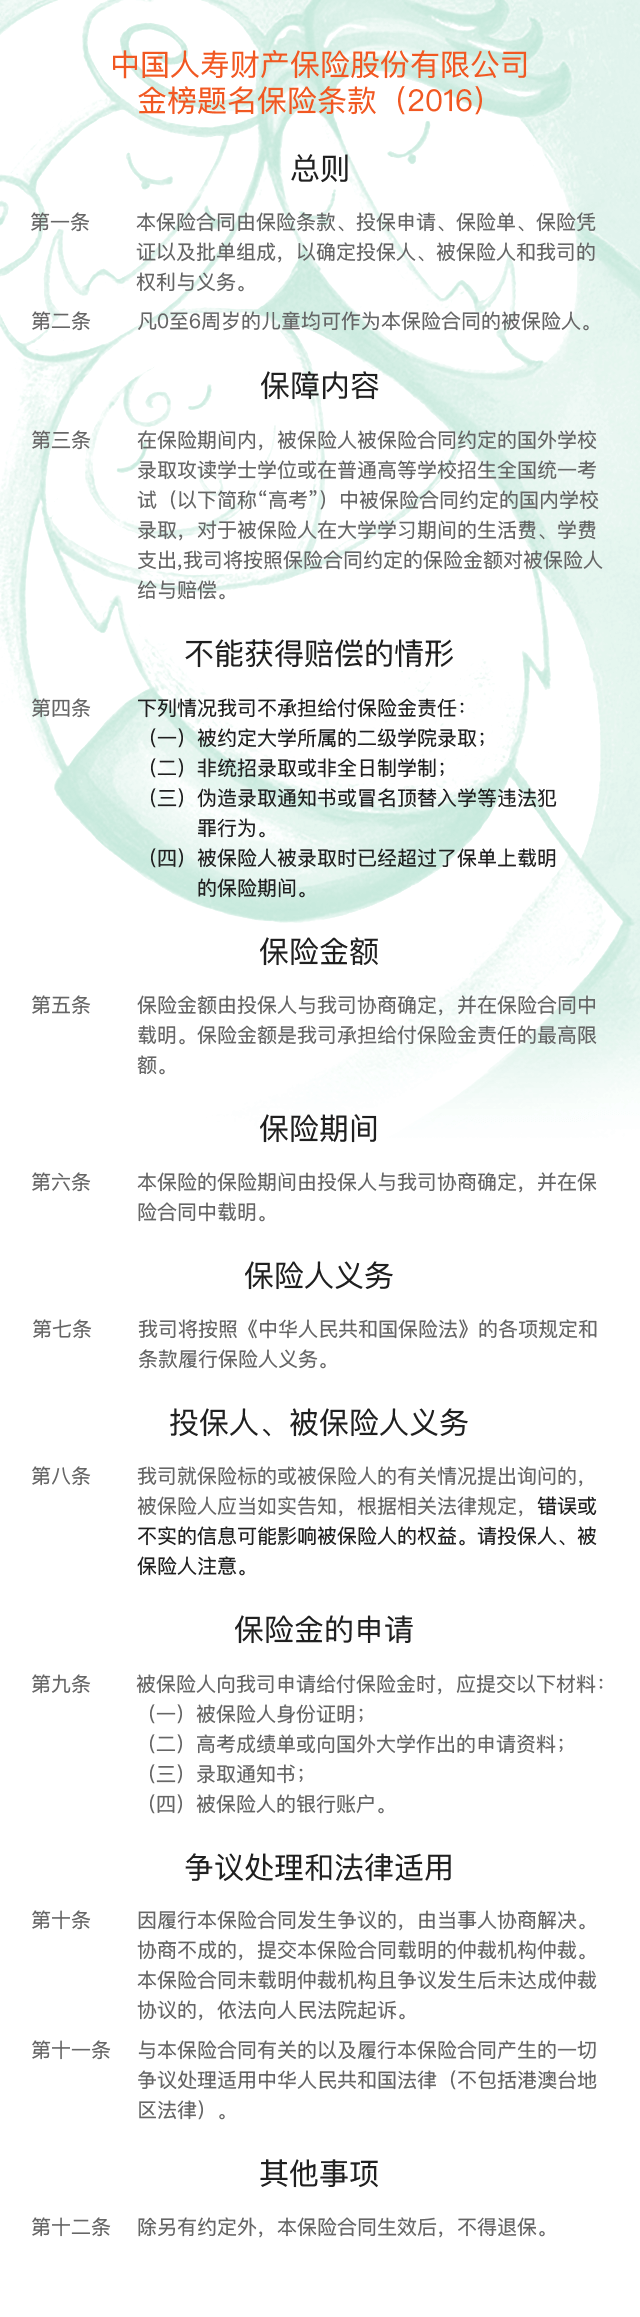 中国人寿财产保险股份有限公司
金榜题名保险条款（2016）
总则
第一条 本保险合同由保险条款、投保申请、保险单、保险凭
证以及批单组成，以确定投保人、被保险人和我司的
权利与义务。
第二条 凡0至6周岁的儿童均可作为本保险合同的被保险人。
保障内容
第三条 在保险期间内，被保险人被保险合同约定的国外学校
录取攻读学士学位或在普通高等学校招生全国统一考
试（以下简称“高考”）中被保险合同约定的国内学校
录取，对于被保险人在大学学习期间的生活费、学费
支出,我司将按照保险合同约定的保险金额对被保险人
给与赔偿。
不能获得赔偿的情形
第四条 下列情况我司不承担给付保险金责任：
（一）被约定大学所属的二级学院录取；
（二）非统招录取或非全日制学制；
（三）伪造录取通知书或冒名顶替入学等违法犯
罪行为。
（四）被保险人被录取时已经超过了保单上载明
的保险期间。
保险金额
第五条 保险金额由投保人与我司协商确定，并在保险合同中
载明。保险金额是我司承担给付保险金责任的最高限
额。
保险期间
第六条 本保险的保险期间由投保人与我司协商确定，并在保
险合同中载明。
保险人义务
第七条 我司将按照《中华人民共和国保险法》的各项规定和
条款履行保险人义务。
投保人、被保险人义务
第八条 我司就保险标的或被保险人的有关情况提出询问的，
被保险人应当如实告知，根据相关法律规定，错误或
不实的信息可能影响被保险人的权益。请投保人、被
保险人注意。
保险金的申请
第九条 被保险人向我司申请给付保险金时，应提交以下材料：
（一）被保险人身份证明；
（二）高考成绩单或向国外大学作出的申请资料；
（三）录取通知书；
（四）被保险人的银行账户。
争议处理和法律适用
第十条 因履行本保险合同发生争议的，由当事人协商解决。
协商不成的，提交本保险合同载明的仲裁机构仲裁。
本保险合同未载明仲裁机构且争议发生后未达成仲裁
协议的，依法向人民法院起诉。
第十一条 与本保险合同有关的以及履行本保险合同产生的一切
争议处理适用中华人民共和国法律（不包括港澳台地
区法律）。
其他事项
第十二条 除另有约定外，本保险合同生效后，不得退保。